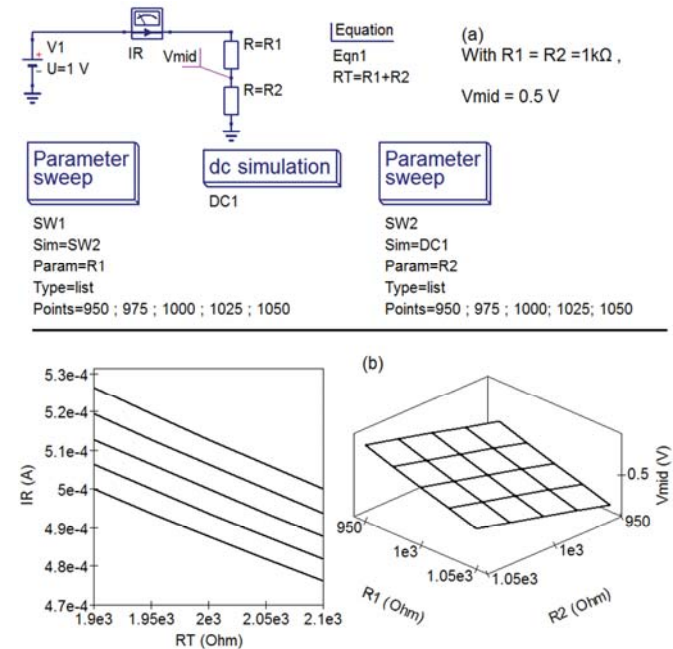 V1
U=1 V
IR
Vmid
R=R1
R=R2
Equation
Eqn1
RT=R1+R2
(a)
With R1 = R2 =1kΩ ,
Vmid = 0.5 V
Parameter
sweep
SW1
Sim=SW2
Param=R1
Type=list
Points=950 ; 975 ; 1000 ; 1025 ; 1050
dc simulation
DC1
Parameter
sweep
SW2
Sim=DC1
Param=R2
Type=list
Points=950 ; 975 ; 1000; 1025; 1050
5.3e-4
5.2e-4
5.1e-4
5e-4
4.9e-4
4.8e-4
4.7e-4
IR (A)
1.9e3 1.95e3 2e3 2.05e3 2.1e3
RT (Ohm)
(b)
950
1e3
1.05e3
R1 (Ohm)
1.05e3
1e3
950
R2 (Ohm)
0.5
Vmid (V)